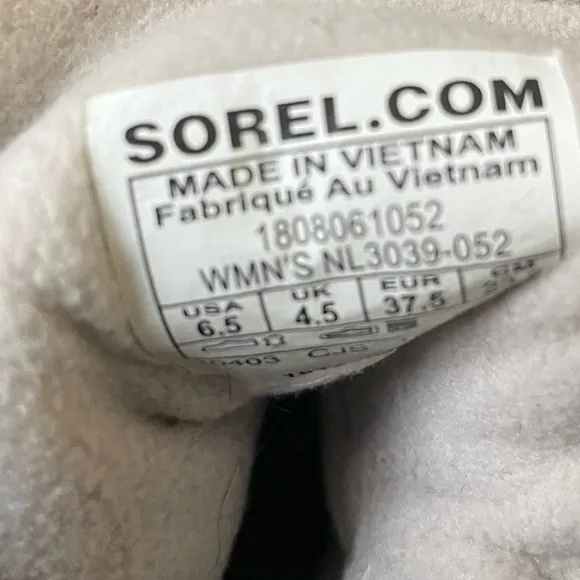 SOREL.COM
MADE IN VIETNAM
Fabriqué Au Vietnam
1808061052
WMN'S NL3039-052
USA UK EUR
6.5 4.5 37.5
CJS